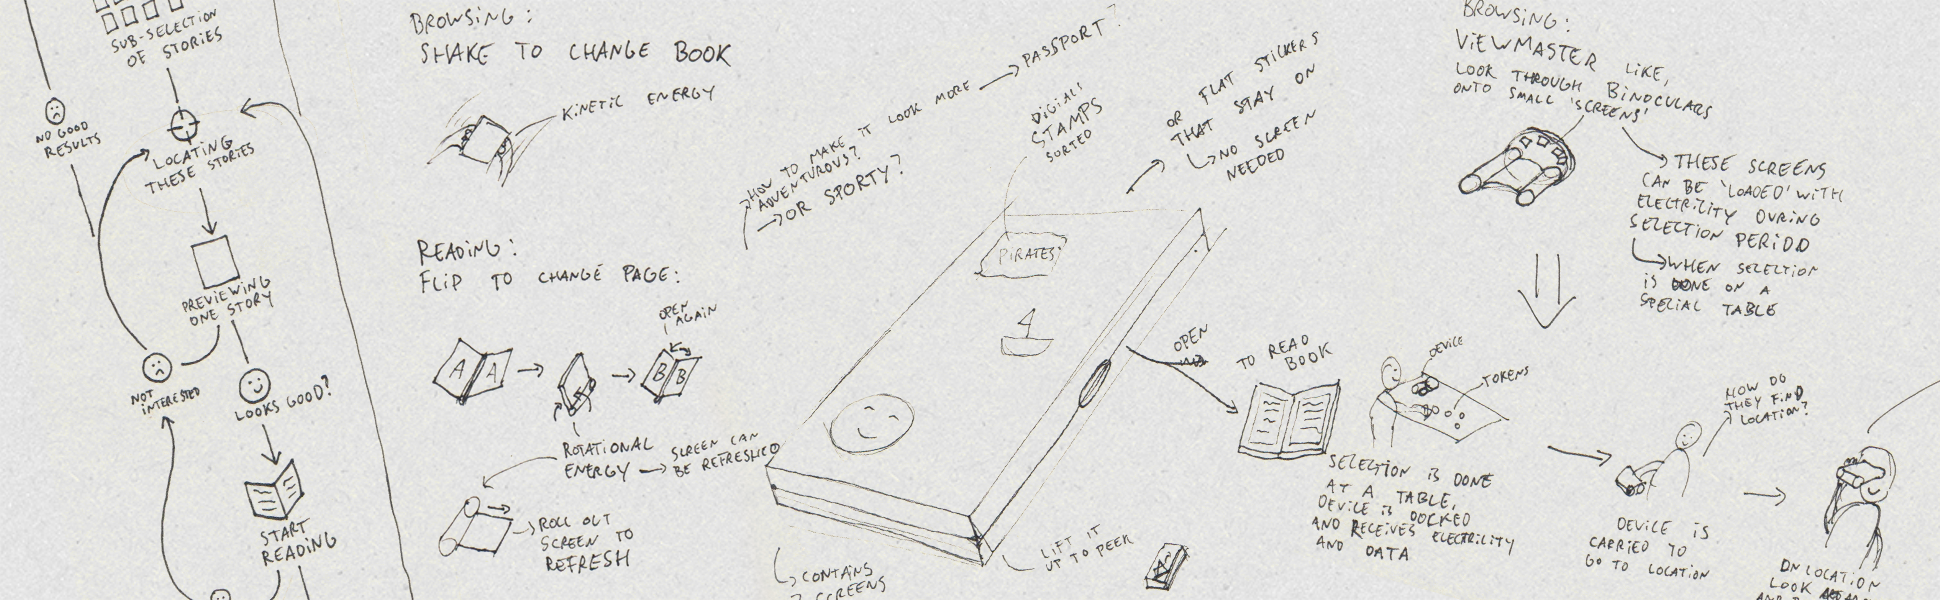 SUB-SELECTION
OF STORIES
NO GOOD
RESULTS
LOCATING
THESE STORIES
PREVIEWING
ONE STORY
NOT
INTERESTED
LOOKS GOOD?
START
READING
BROWSING:
SHAKE TO CHANGE BOOK
KINETIC ENERGY
READING:
FLIP TO CHANGE PAGE:
OPEN
AGAIN
A A
B B
ROTATIONAL
ENERGY
SCREEN CAN
BE REFRESHED
ROLL OUT
SCREEN TO
REFRESH
HOW TO MAKE IT LOOK MORE
ADVENTUROUS?
OR SPORTY?
PASSPORT?
DIGIALS
STAMPS
SORTED
OR FLAT STICKERS
THAT STAY ON
NO SCREEN
NEEDED
PIRATES
CONTAINS
SCREENS
LIFT IT
UP TO PEEK
OPEN
TO READ
BOOK
BROWSING:
VIEWMASTER LIKE,
LOOK THROUGH BINOCULARS
ONTO SMALL 'SCREENS'
THESE SCREENS
CAN BE 'LOADED' WITH
ELECTRILITY DURING
SELECTION PERIOD
WHEN SELECTION
IS DONE ON A
SPECIAL TABLE
DEVICE
TOKENS
SELECTION IS DONE
AT A TABLE,
DEVICE IS DOCKED
AND RECEIVES ELECTRILITY
AND DATA
HOW DO
THEY FIND
LOCATION?
DEVICE IS
CARRIED TO
GO TO LOCATION
ON LOCATION
LOOK